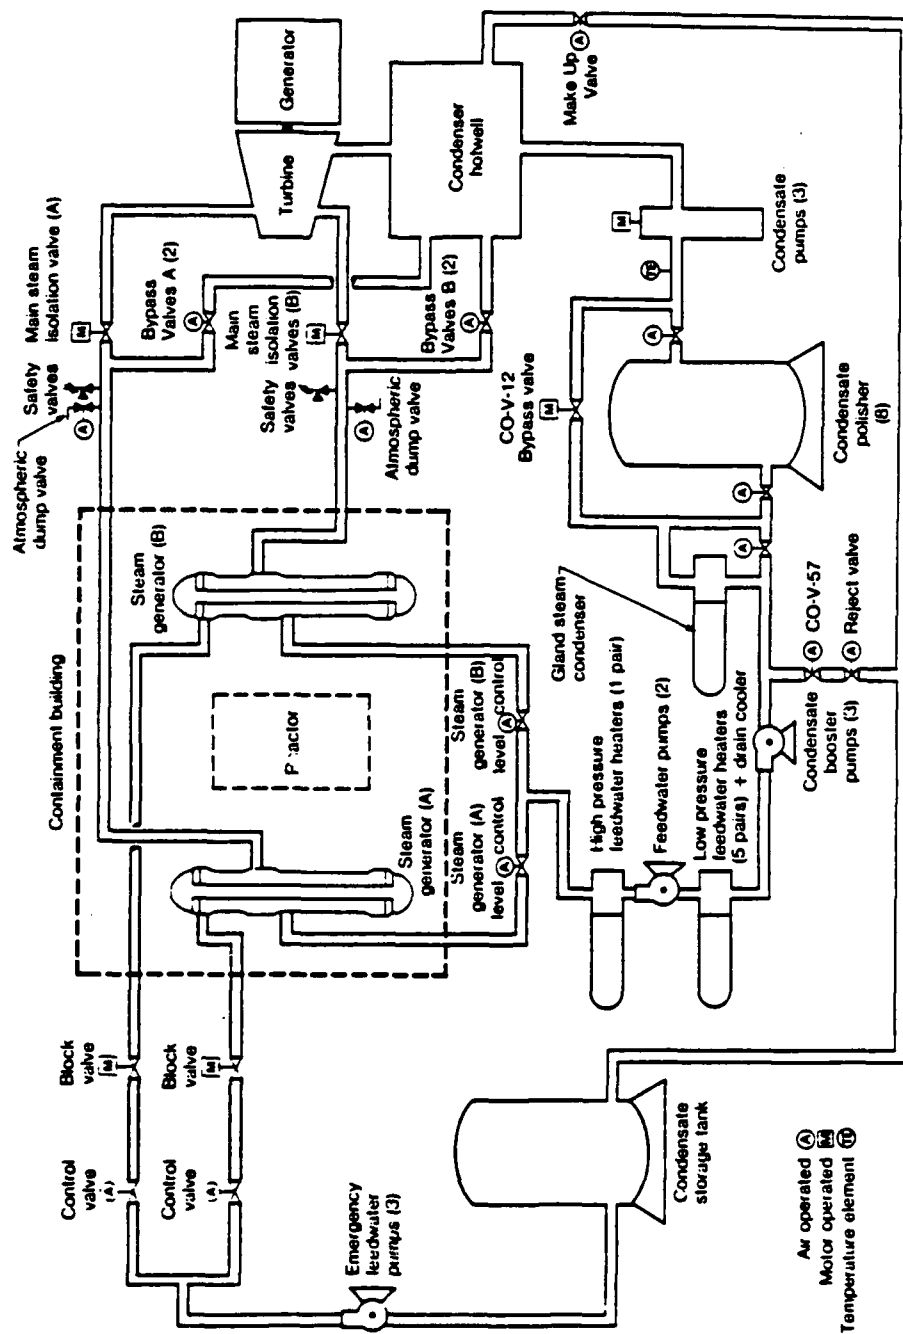 Generator
Turbine
Condenser
hotwell
Make Up
Valve
A
Main steam
isolation valve (A)
M
Bypass
Valves A (2)
A
Main
steam
isolation
valves (B)
M
Bypass
Valves B (2)
A
Safety
valves
Atmospheric
dump valve
A
Safety
valves
Atmospheric
dump valve
A
Condensate
pumps (3)
M
TE
CO-V-12
Bypass valve
M
A
Condensate
polisher
(8)
A
A
Containment building
Steam
generator (B)
Steam
generator (A)
Steam
generator (B)
level control
A
Steam
generator (A)
level control
A
Gland steam
condenser
High pressure
feedwater heaters (1 pair)
Feedwater pumps (2)
Low pressure
feedwater heaters
(5 pairs) + drain cooler
Condensate
booster
pumps (3)
A CO-V-57
A Reject valve
Block
valve
M
Block
valve
M
Control
valve
(A)
Control
valve
(A)
Emergency
feedwater
pumps (3)
Condensate
storage tank
Air operated A
Motor operated M
Temperature element TE